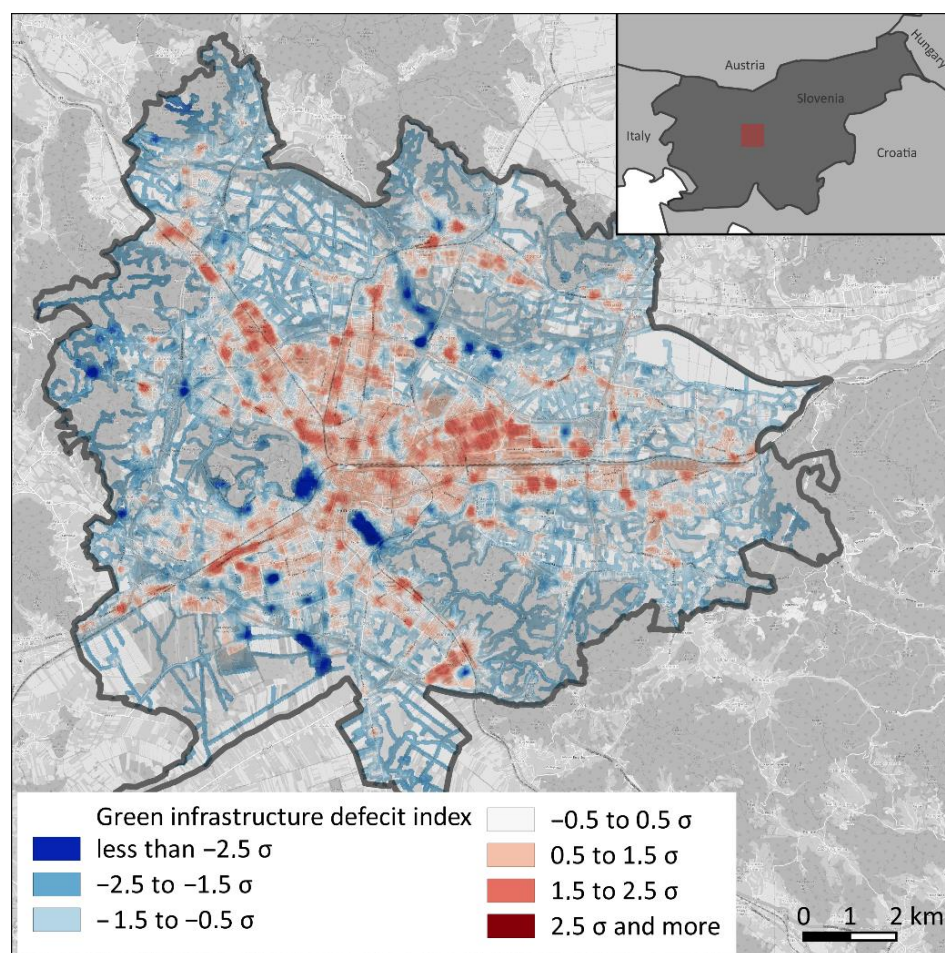 Austria
Hungary
Slovenia
Italy
Croatia
Green infrastructure defecit index
less than −2.5 σ
−2.5 to −1.5 σ
−1.5 to −0.5 σ
−0.5 to 0.5 σ
0.5 to 1.5 σ
1.5 to 2.5 σ
2.5 σ and more
0 1 2 km